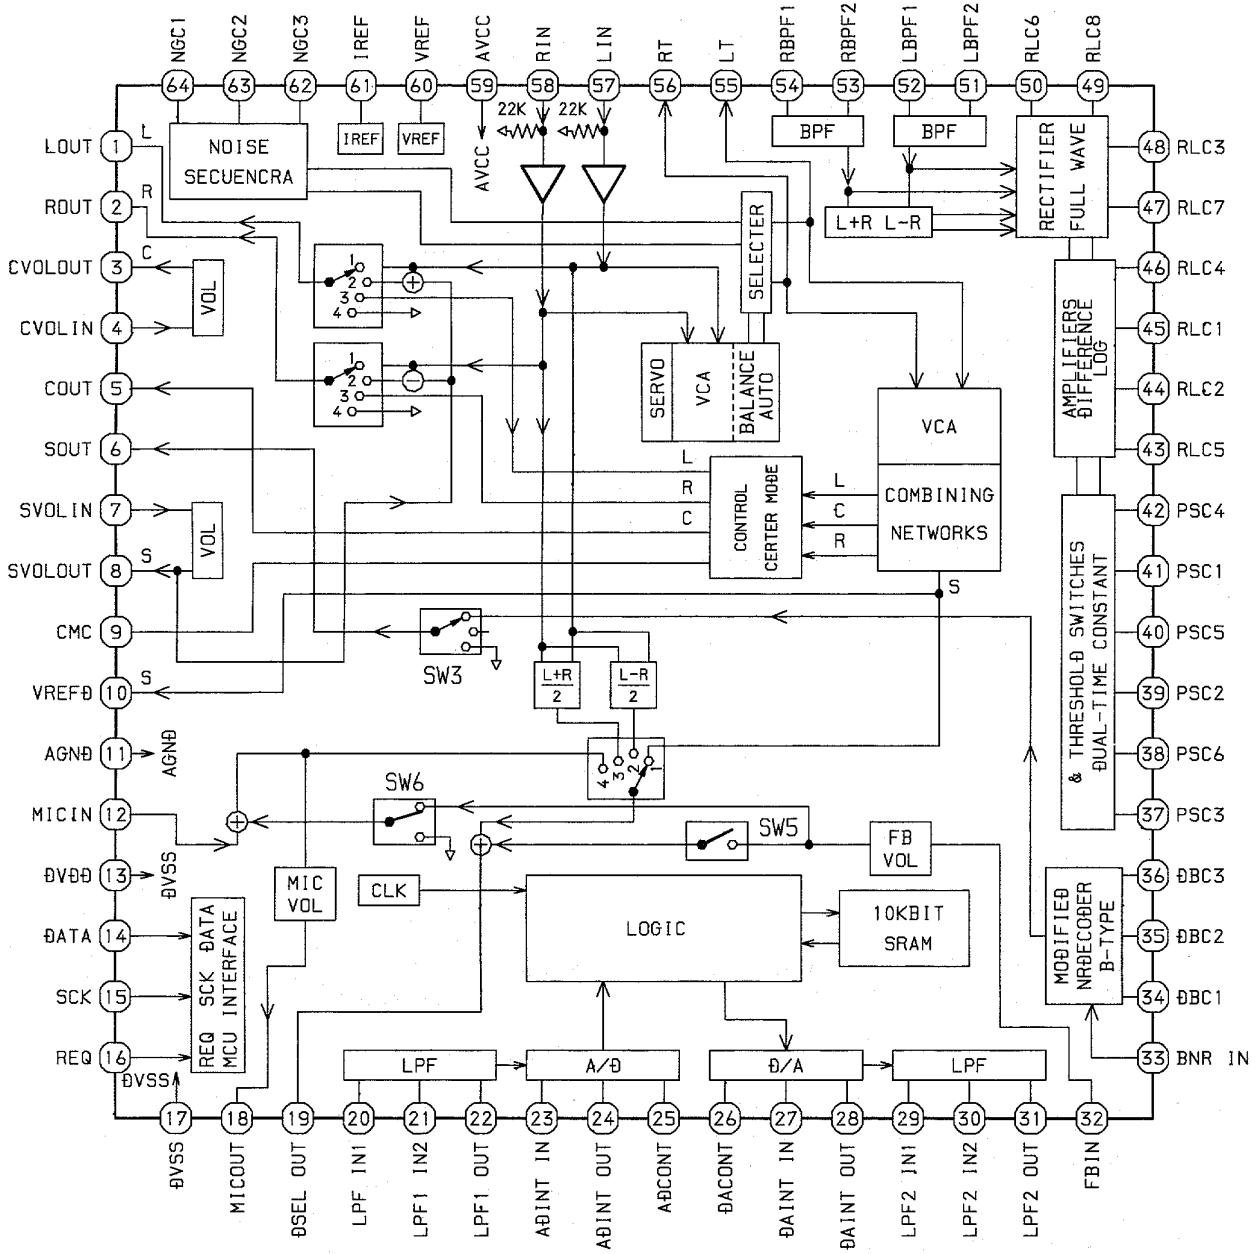 NGC1
NGC2
NGC3
IREF
VREF
AVCC
RIN
LIN
RT
LT
RBPF1
RBPF2
LBPF1
LBPF2
RLC6
RLC8
64
63
62
61
60
59
58
57
56
55
54
53
52
51
50
49
LOUT 1 L
ROUT 2 R
CVOLOUT 3 C
CVOLIN 4
COUT 5
SOUT 6
SVOLIN 7
SVOLOUT 8 S
CMC 9
VREFD 10 S
AGND 11 AGND
MICIN 12
DVDD 13 DVSS
DATA 14
SCK 15
REQ 16
DVSS
NOISE
SECUENCRA
IREF
VREF
AVCC
22K
22K
BPF
BPF
L+R L-R
RECTIFIER
FULL WAVE
48 RLC3
47 RLC7
46 RLC4
45 RLC1
44 RLC2
43 RLC5
42 PSC4
41 PSC1
40 PSC5
39 PSC2
38 PSC6
37 PSC3
36 DBC3
35 DBC2
34 DBC1
33 BNR IN
VOL
VOL
1
2
3
4
+
1
2
3
4
−
SELECTER
SERVO
VCA
BALANCE
AUTO
AMPLIFIERS
DIFFERENCE
LOG
VCA
COMBINING
NETWORKS
L
R
C
CONTROL
CERTER MODE
L
C
R
S
& THRESHOLD SWITCHES
DUAL-TIME CONSTANT
SW3
L+R
2
L-R
2
4
3
2
1
SW6
+
+
SW5
FB
VOL
MIC
VOL
CLK
LOGIC
10KBIT
SRAM
MODIFIED
NRDECODER
B-TYPE
REQ SCK DATA
MCU INTERFACE
LPF
A/D
D/A
LPF
17
18
19
20
21
22
23
24
25
26
27
28
29
30
31
32
DVSS
MICOUT
DSEL OUT
LPF IN1
LPF1 IN2
LPF1 OUT
ADINT IN
ADINT OUT
ADCONT
DACONT
DAINT IN
DAINT OUT
LPF2 IN1
LPF2 IN2
LPF2 OUT
FBIN